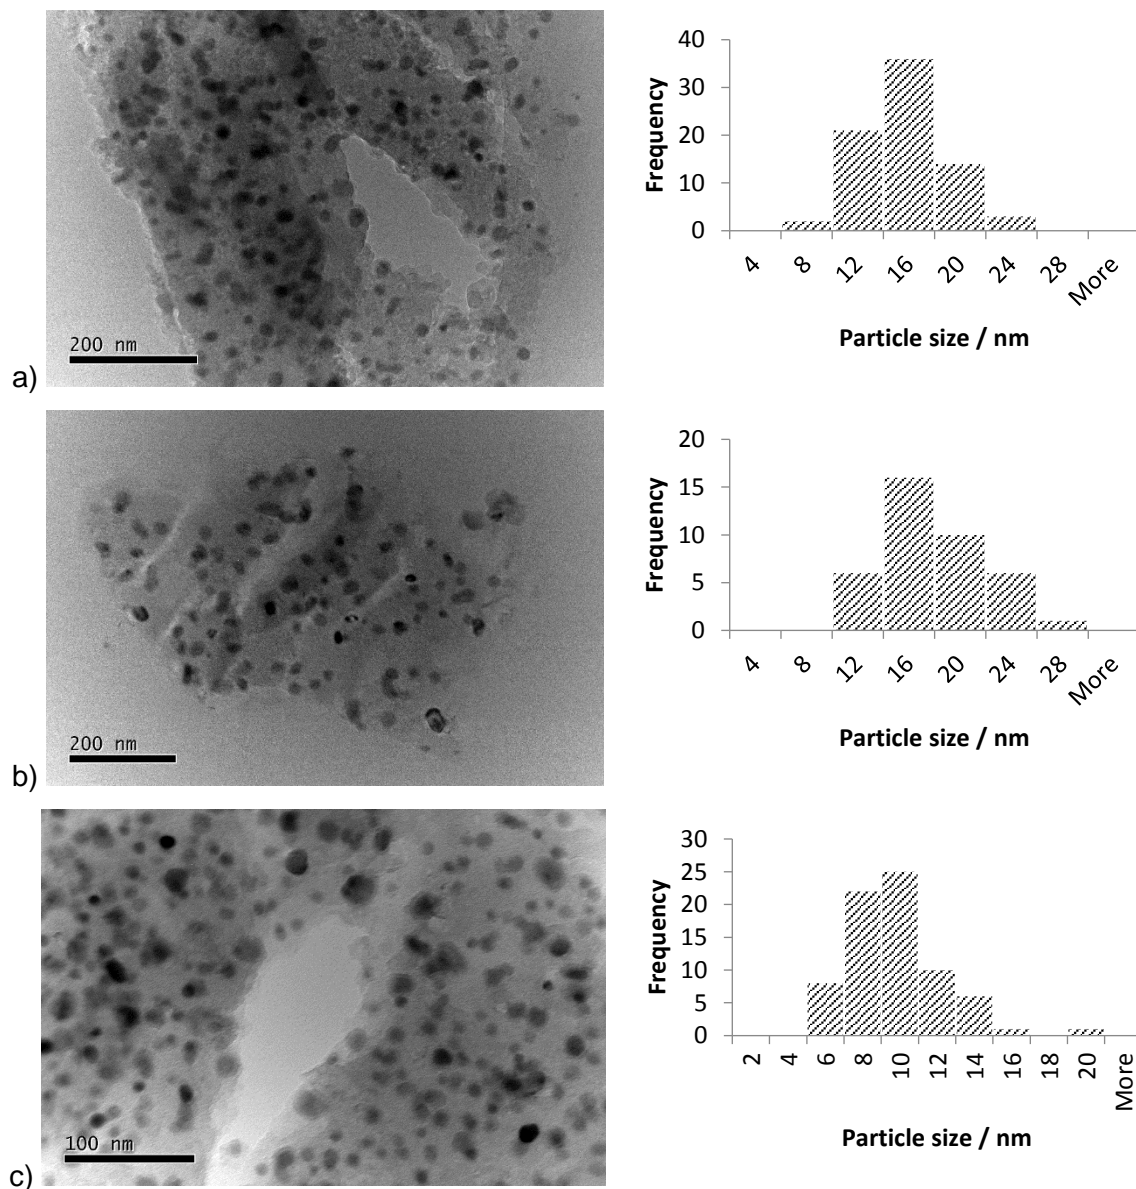 200 nm
a)
40
30
20
10
0
Frequency
4 8 12 16 20 24 28 More
Particle size / nm
200 nm
b)
20
15
10
5
0
Frequency
4 8 12 16 20 24 28 More
Particle size / nm
100 nm
c)
30
25
20
15
10
5
0
Frequency
2 4 6 8 10 12 14 16 18 20 More
Particle size / nm